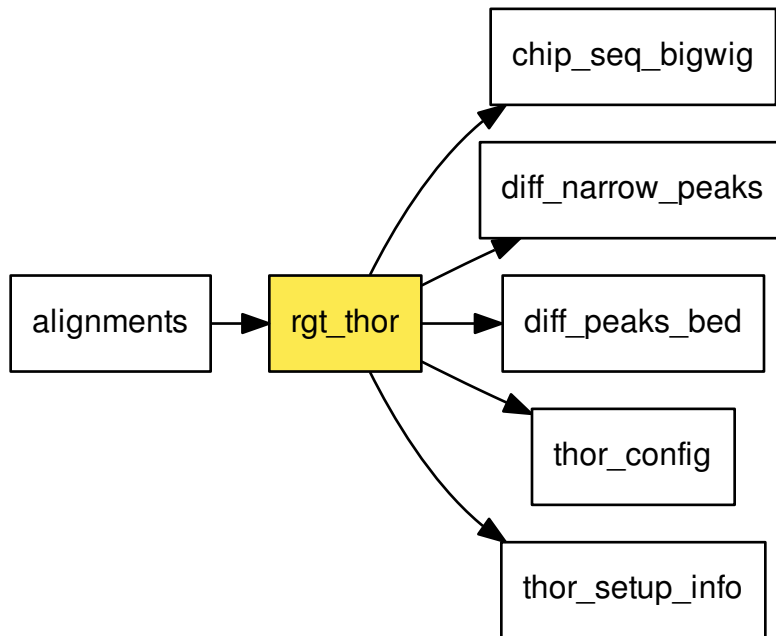 chip_seq_bigwig
diff_narrow_peaks
alignments
rgt_thor
diff_peaks_bed
thor_config
thor_setup_info